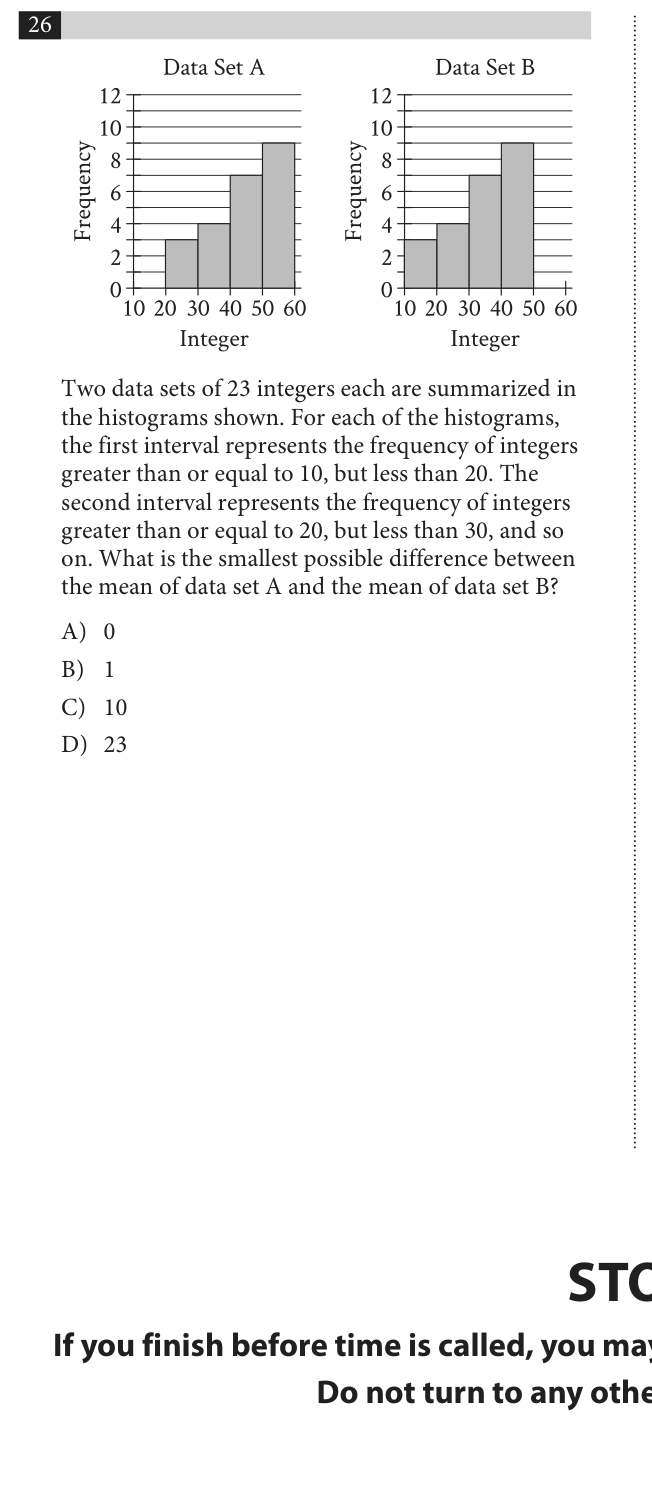 26
Data Set A
12
10
8
6
4
2
0
Frequency
10 20 30 40 50 60
Integer
Data Set B
12
10
8
6
4
2
0
Frequency
10 20 30 40 50 60
Integer
Two data sets of 23 integers each are summarized in
the histograms shown. For each of the histograms,
the first interval represents the frequency of integers
greater than or equal to 10, but less than 20. The
second interval represents the frequency of integers
greater than or equal to 20, but less than 30, and so
on. What is the smallest possible difference between
the mean of data set A and the mean of data set B?
A) 0
B) 1
C) 10
D) 23
STO
If you finish before time is called, you may
Do not turn to any othe